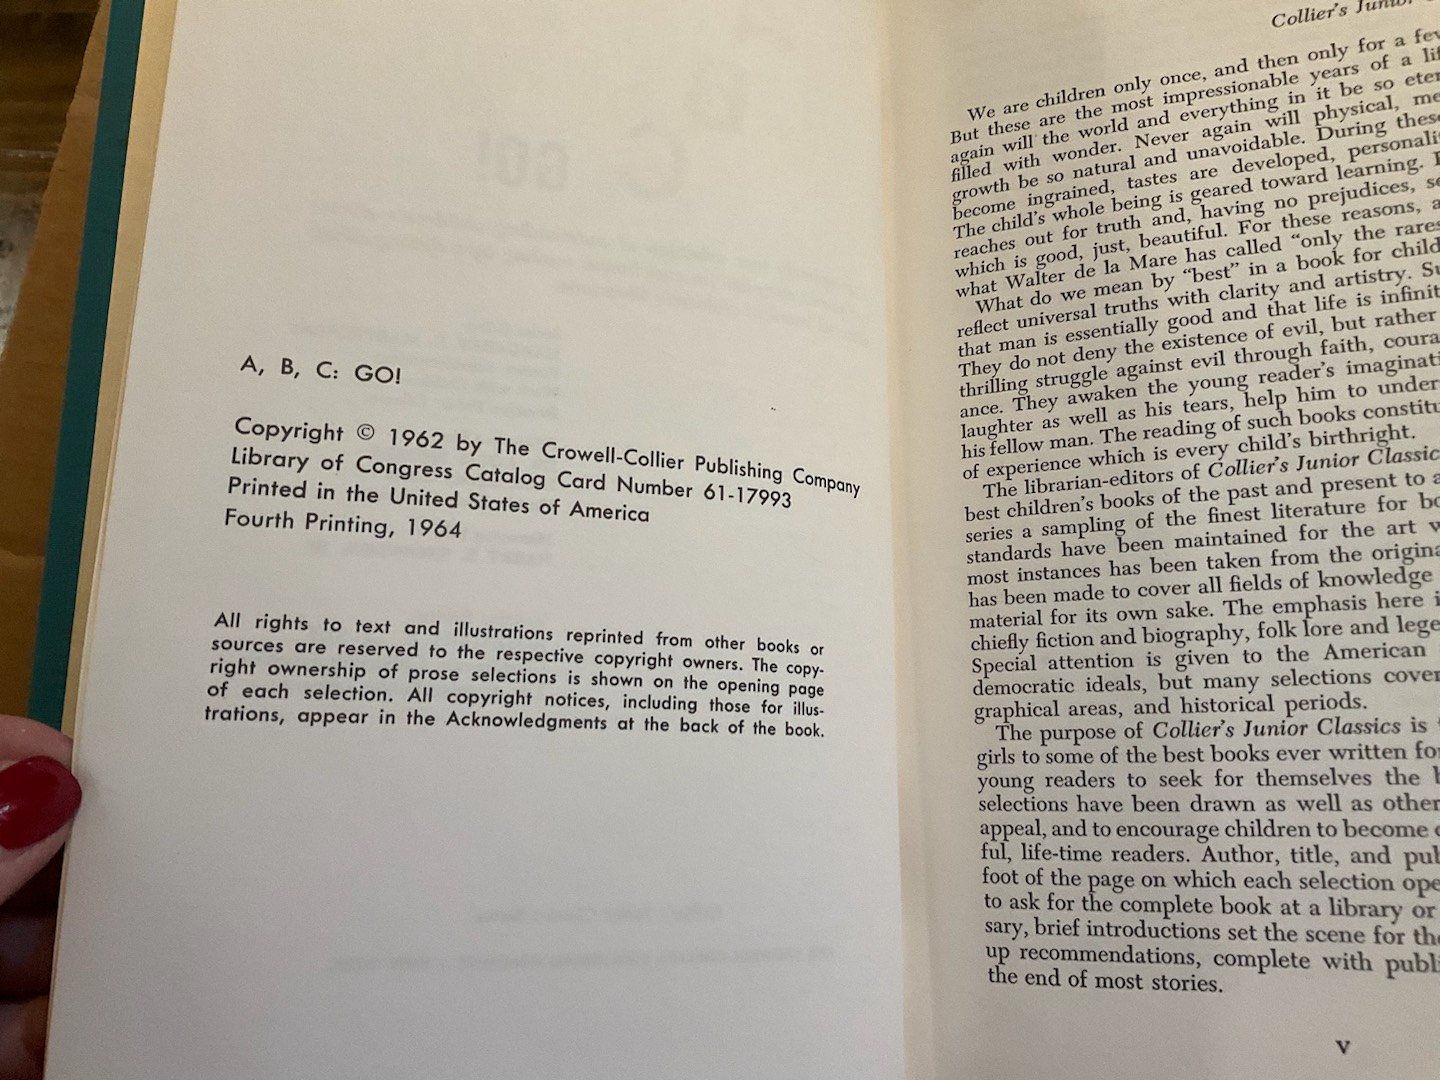 A, B, C: GO!
Copyright © 1962 by The Crowell-Collier Publishing Company
Library of Congress Catalog Card Number 61-17993
Printed in the United States of America
Fourth Printing, 1964
All rights to text and illustrations reprinted from other books or
sources are reserved to the respective copyright owners. The copy-
right ownership of prose selections is shown on the opening page
of each selection. All copyright notices, including those for illus-
trations, appear in the Acknowledgments at the back of the book.
Collier's Junior
We are children only once, and then only for a few
But these are the most impressionable years of a
again will the world and everything in it be so
filled with wonder. Never again will physical,
growth be so natural and unavoidable. During these
become ingrained, tastes are developed,
The child's whole being is geared toward learning.
reaches out for truth and, having no prejudices,
which is good, just, beautiful. For these reasons,
what Walter de la Mare has called "only the
What do we mean by "best" in a book for
reflect universal truths with clarity and artistry.
that man is essentially good and that life is
They do not deny the existence of evil, but rather
thrilling struggle against evil through faith,
ance. They awaken the young reader's
laughter as well as his tears, help him to
his fellow man. The reading of such books
of experience which is every child's birthright.
The librarian-editors of Collier's Junior
best children's books of the past and present to
series a sampling of the finest literature for
standards have been maintained for the art
most instances has been taken from the
has been made to cover all fields of knowledge
material for its own sake. The emphasis here
chiefly fiction and biography, folk lore and
Special attention is given to the American
democratic ideals, but many selections
graphical areas, and historical periods.
The purpose of Collier's Junior Classics is
girls to some of the best books ever written
young readers to seek for themselves the
selections have been drawn as well as other
appeal, and to encourage children to become
ful, life-time readers. Author, title, and
foot of the page on which each selection
to ask for the complete book at a library or
sary, brief introductions set the scene for
up recommendations, complete with
the end of most stories.
v